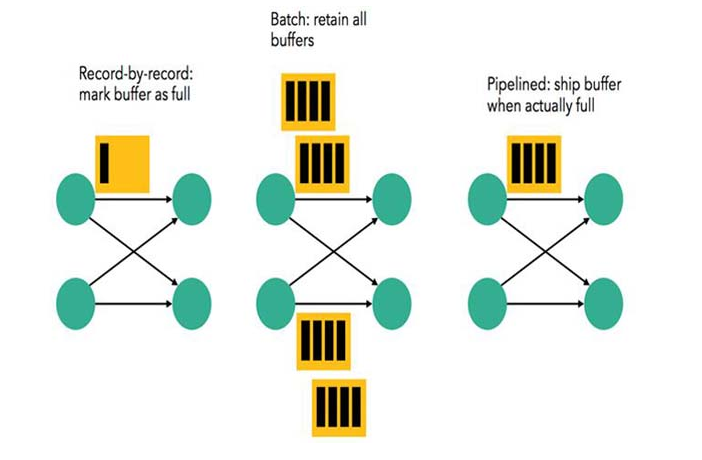 Record-by-record:
mark buffer as full
Batch: retain all
buffers
Pipelined: ship buffer
when actually full